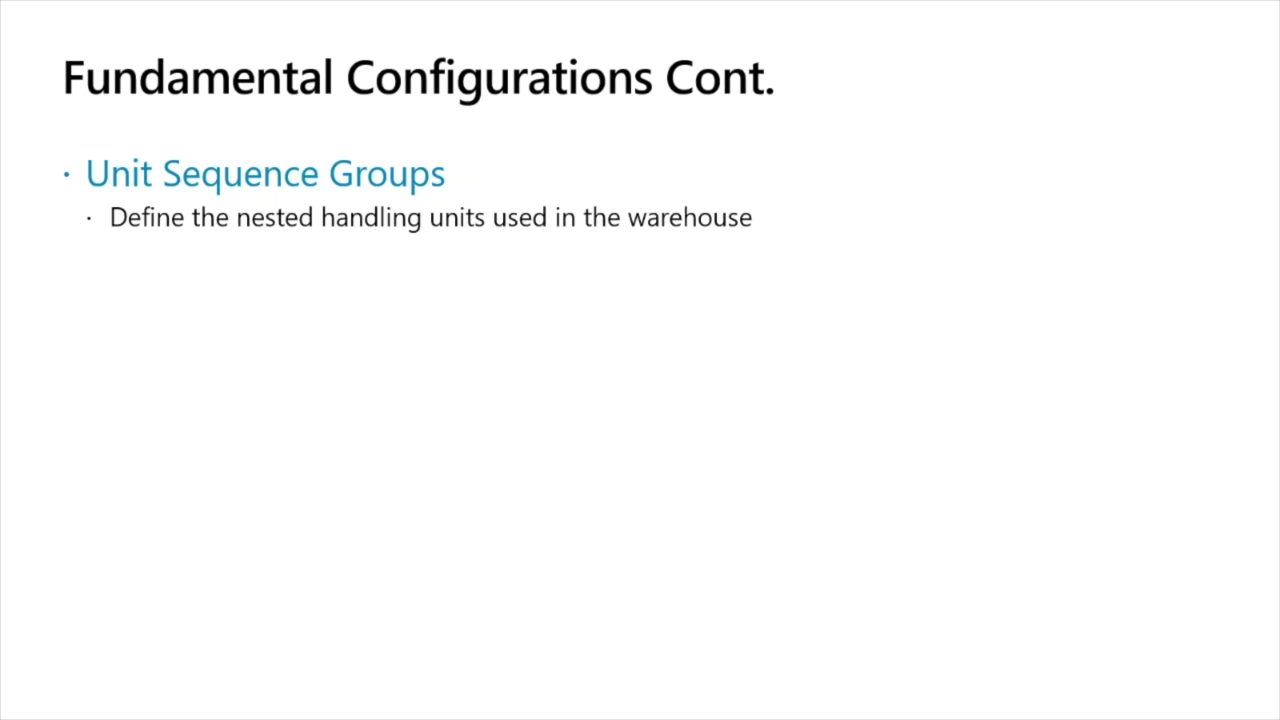 Fundamental Configurations Cont.
· Unit Sequence Groups
· Define the nested handling units used in the warehouse